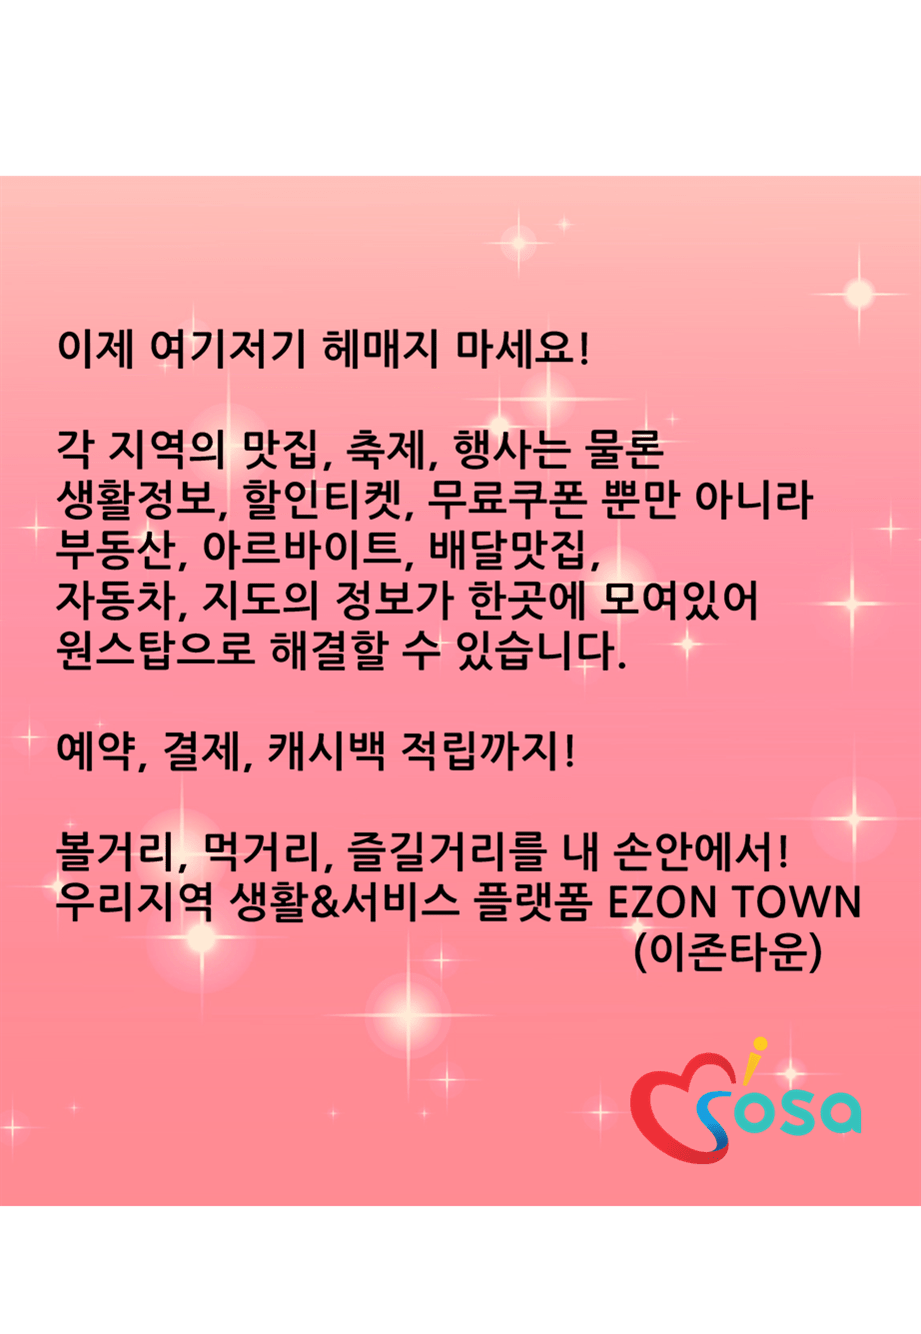 이제 여기저기 헤매지 마세요!
각 지역의 맛집, 축제, 행사는 물론
생활정보, 할인티켓, 무료쿠폰 뿐만 아니라
부동산, 아르바이트, 배달맛집,
자동차, 지도의 정보가 한곳에 모여있어
원스탑으로 해결할 수 있습니다.
예약, 결제, 캐시백 적립까지!
볼거리, 먹거리, 즐길거리를 내 손안에서!
우리지역 생활&서비스 플랫폼 EZON TOWN
(이존타운)
Siosa